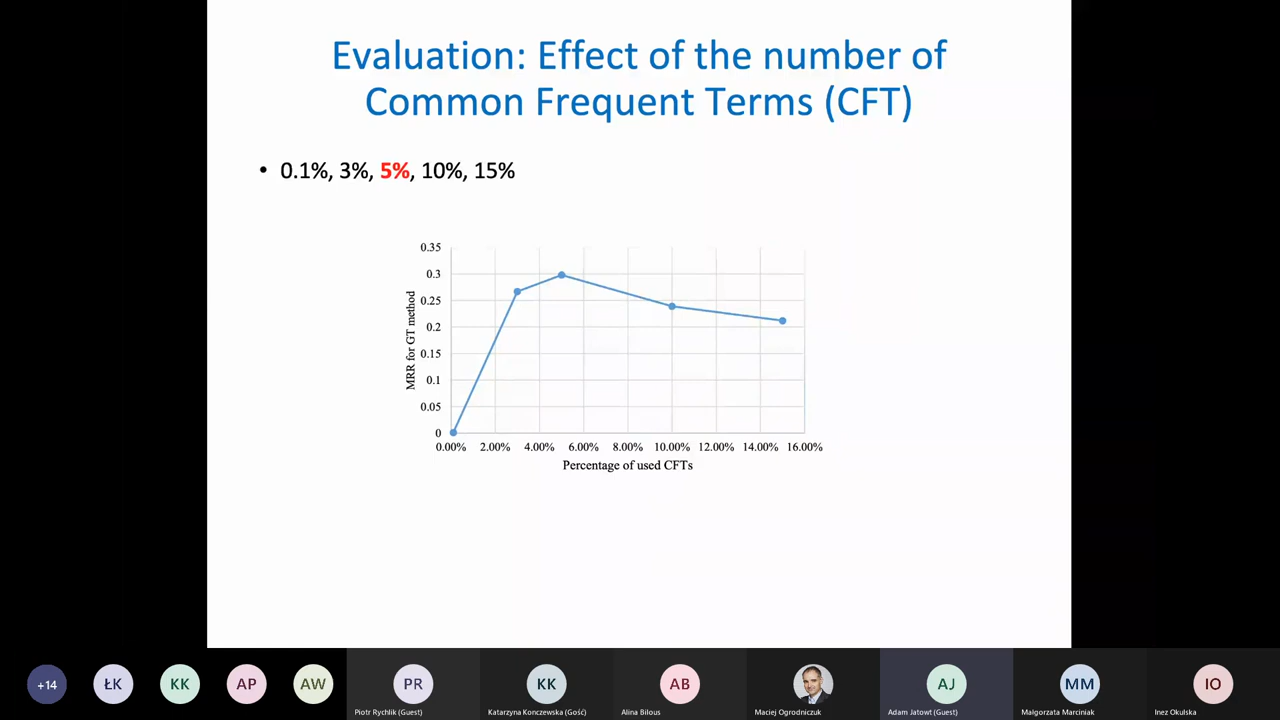 Evaluation: Effect of the number of
Common Frequent Terms (CFT)
• 0.1%, 3%, 5%, 10%, 15%
0.35
0.3
0.25
0.2
0.15
0.1
0.05
0
MRR for GT method
0.00% 2.00% 4.00% 6.00% 8.00% 10.00% 12.00% 14.00% 16.00%
Percentage of used CFTs
+14 ŁK KK AP AW PR KK AB AJ MM IO
Piotr Rychlik (Guest) Katarzyna Konczewska (Gość) Alina Bilous Maciej Ogrodniczuk Adam Jatowt (Guest) Małgorzata Marciniak Inez Okulska